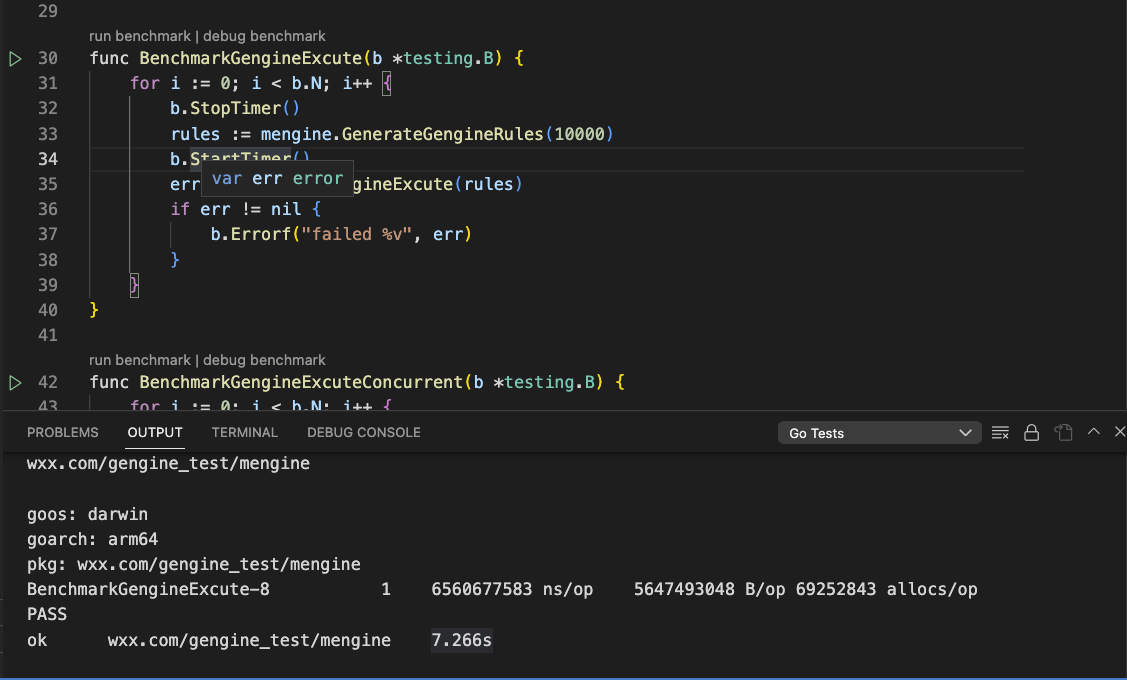 29
run benchmark | debug benchmark
30 func BenchmarkGengineExcute(b *testing.B) {
31 for i := 0; i < b.N; i++ {
32 b.StopTimer()
33 rules := mengine.GenerateGengineRules(10000)
34 b.StartTimer()
var err error
35 err gineExcute(rules)
36 if err != nil {
37 b.Errorf("failed %v", err)
38 }
39 }
40 }
41
run benchmark | debug benchmark
42 func BenchmarkGengineExcuteConcurrent(b *testing.B) {
43 for i := 0; i < b.N; i++ {
PROBLEMS OUTPUT TERMINAL DEBUG CONSOLE Go Tests
wxx.com/gengine_test/mengine
goos: darwin
goarch: arm64
pkg: wxx.com/gengine_test/mengine
BenchmarkGengineExcute-8 1 6560677583 ns/op 5647493048 B/op 69252843 allocs/op
PASS
ok wxx.com/gengine_test/mengine 7.266s